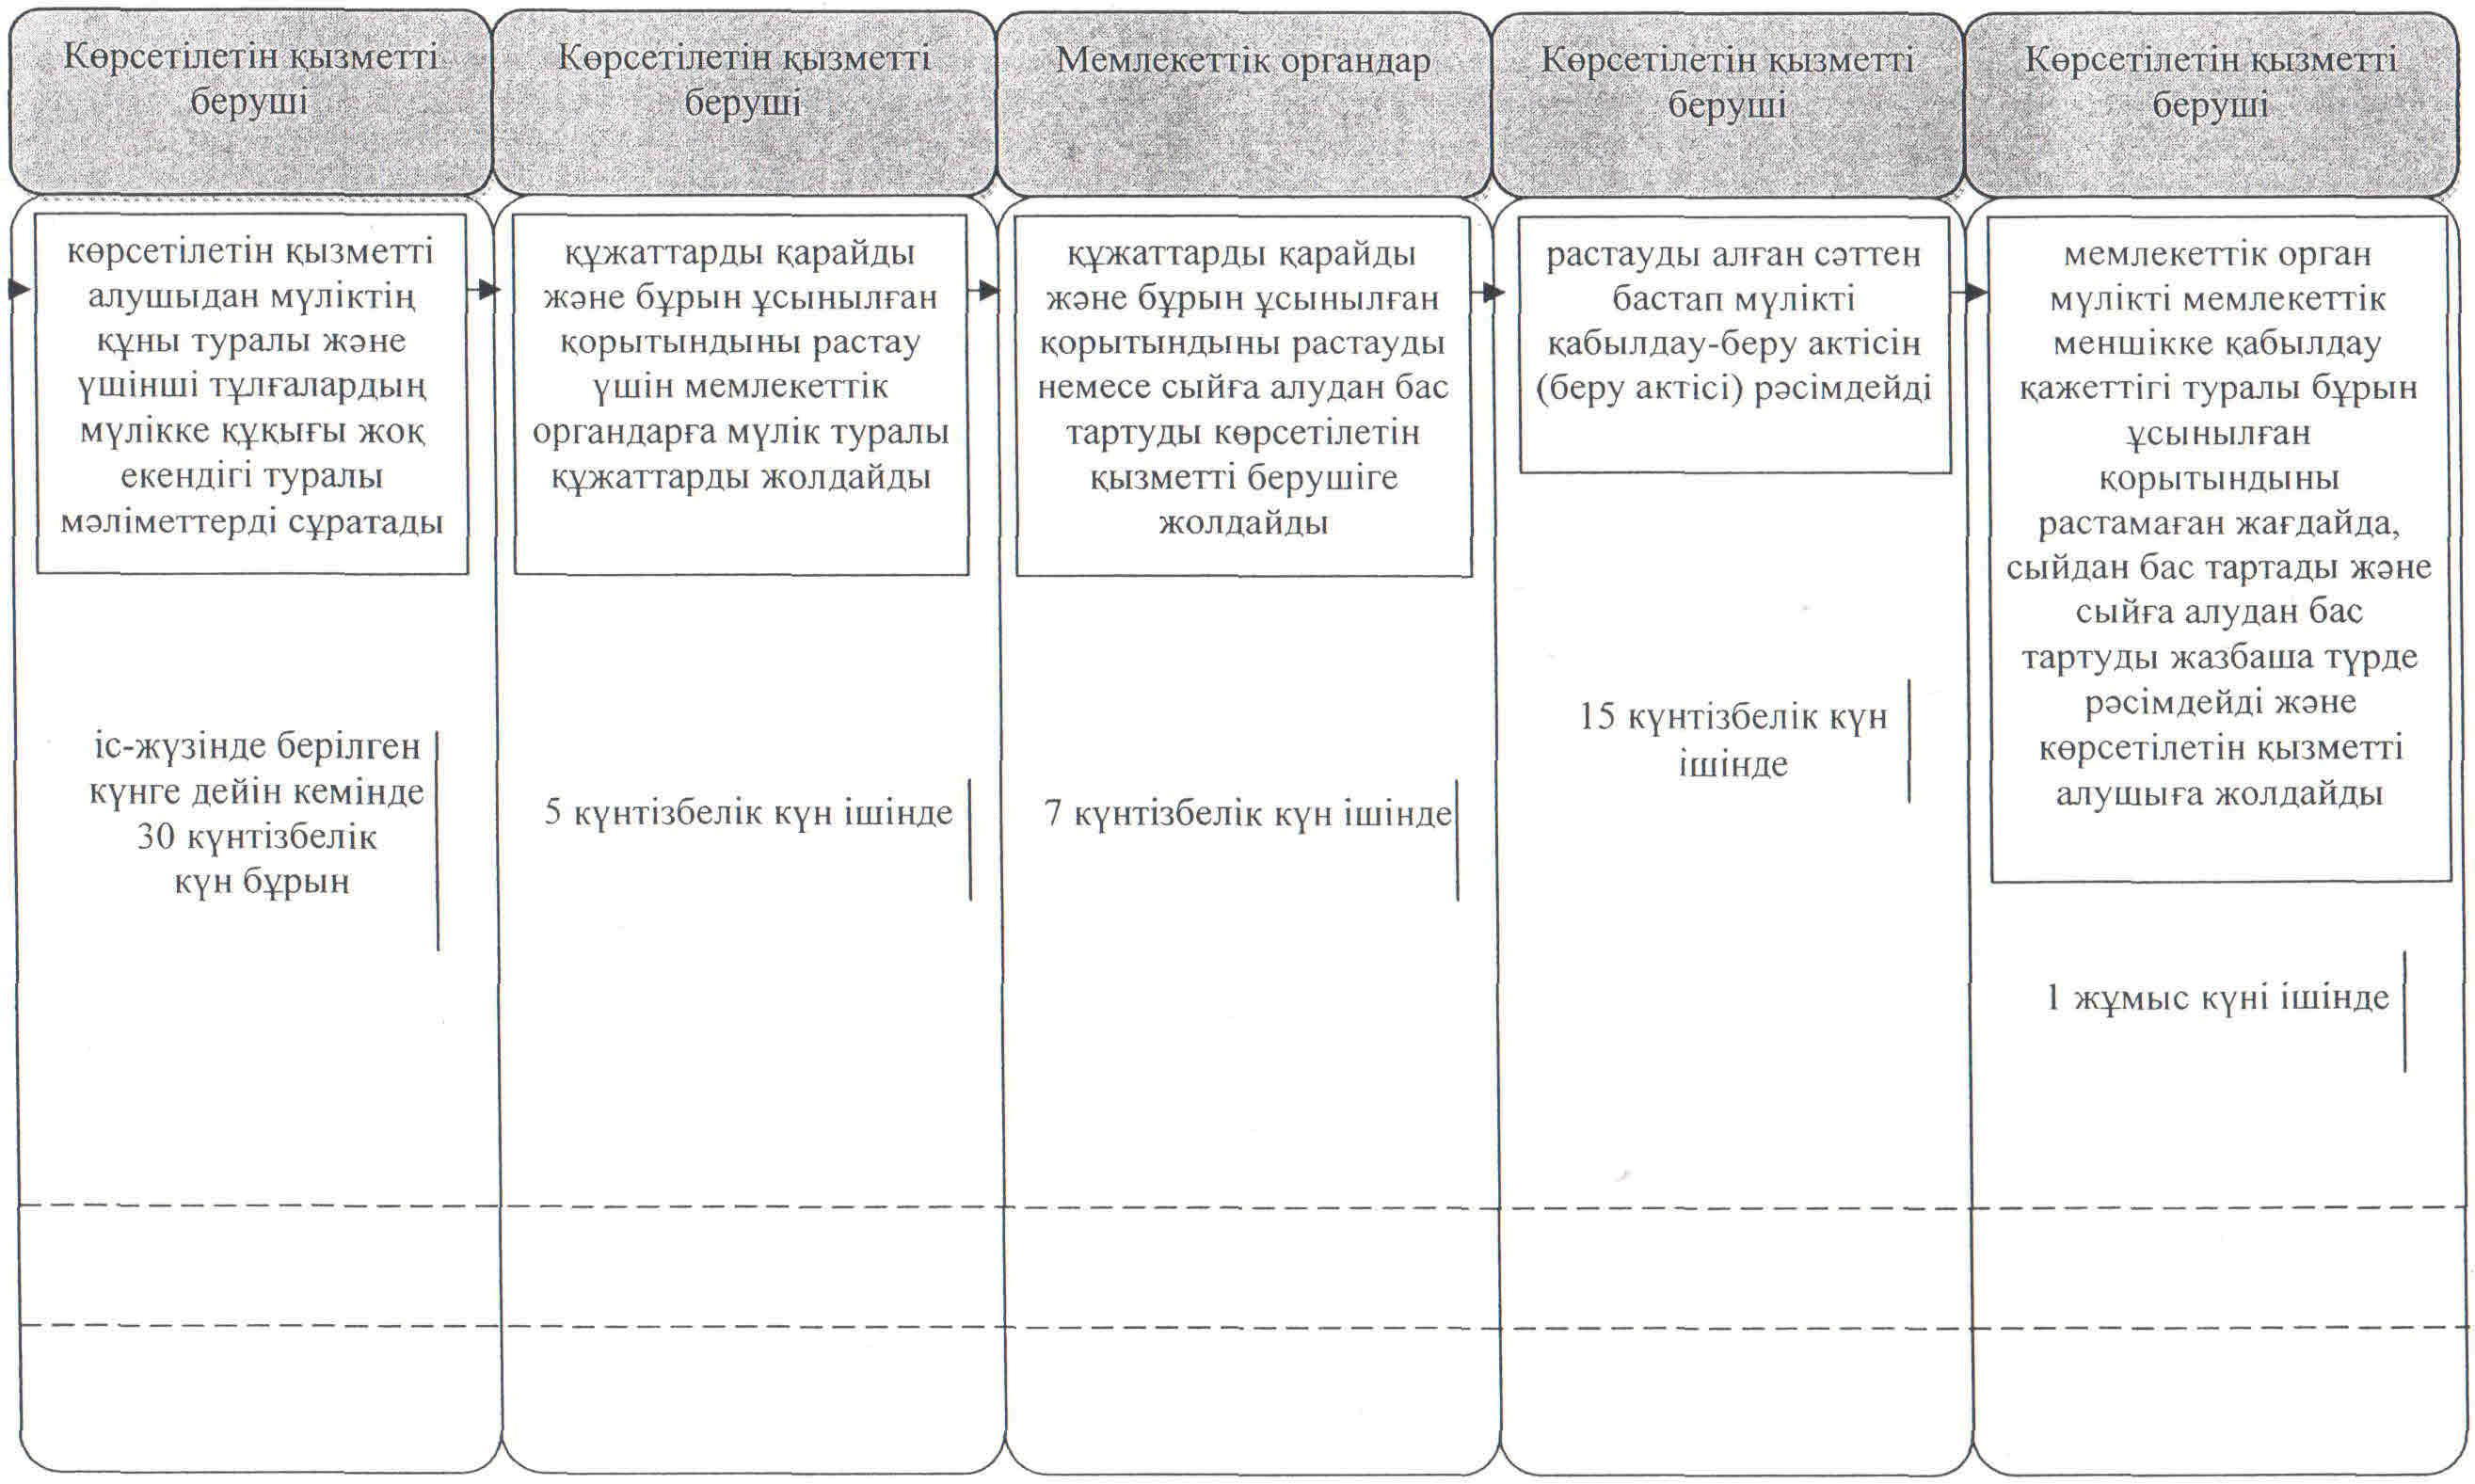 Көрсетілетін қызметті
беруші
Көрсетілетін қызметті
беруші
Мемлекеттік органдар
Көрсетілетін қызметті
беруші
Көрсетілетін қызметті
беруші
көрсетілетін қызметті
алушыдан мүліктің
құны туралы және
үшінші тұлғалардың
мүлікке құқығы жоқ
екендігі туралы
мәліметтерді сұратады
құжаттарды қарайды
және бұрын ұсынылған
қорытындыны растау
үшін мемлекеттік
органдарға мүлік туралы
құжаттарды жолдайды
құжаттарды қарайды
және бұрын ұсынылған
қорытындыны растауды
немесе сыйға алудан бас
тартуды көрсетілетін
қызметті берушіге
жолдайды
растауды алған сәттен
бастап мүлікті
қабылдау-беру актісін
(беру актісі) рәсімдейді
мемлекеттік орган
мүлікті мемлекеттік
меншікке қабылдау
қажеттігі туралы бұрын
ұсынылған
қорытындыны
растамаған жағдайда,
сыйдан бас тартады және
сыйға алудан бас
тартуды жазбаша түрде
рәсімдейді және
көрсетілетін қызметті
алушыға жолдайды
іс-жүзінде берілген
күнге дейін кемінде
30 күнтізбелік
күн бұрын
5 күнтізбелік күн ішінде
7 күнтізбелік күн ішінде
15 күнтізбелік күн
ішінде
1 жұмыс күні ішінде